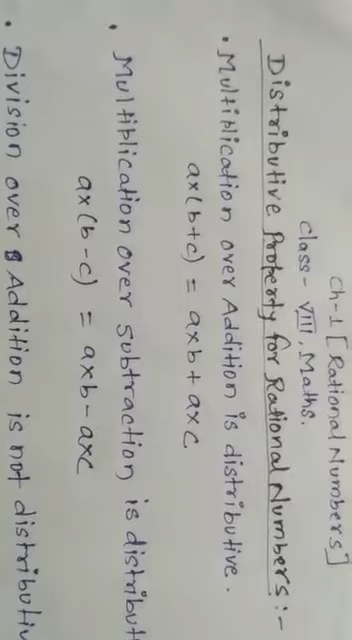 Ch-1 [Rational Numbers]
Class - VIII, Maths.
Distributive Property for Rational Numbers :-
• Multiplication over Addition is distributive.
a×(b+c) = a×b + a×c
• Multiplication over subtraction is distribut
a×(b-c) = a×b - a×c
• Division over Addition is not distributiv